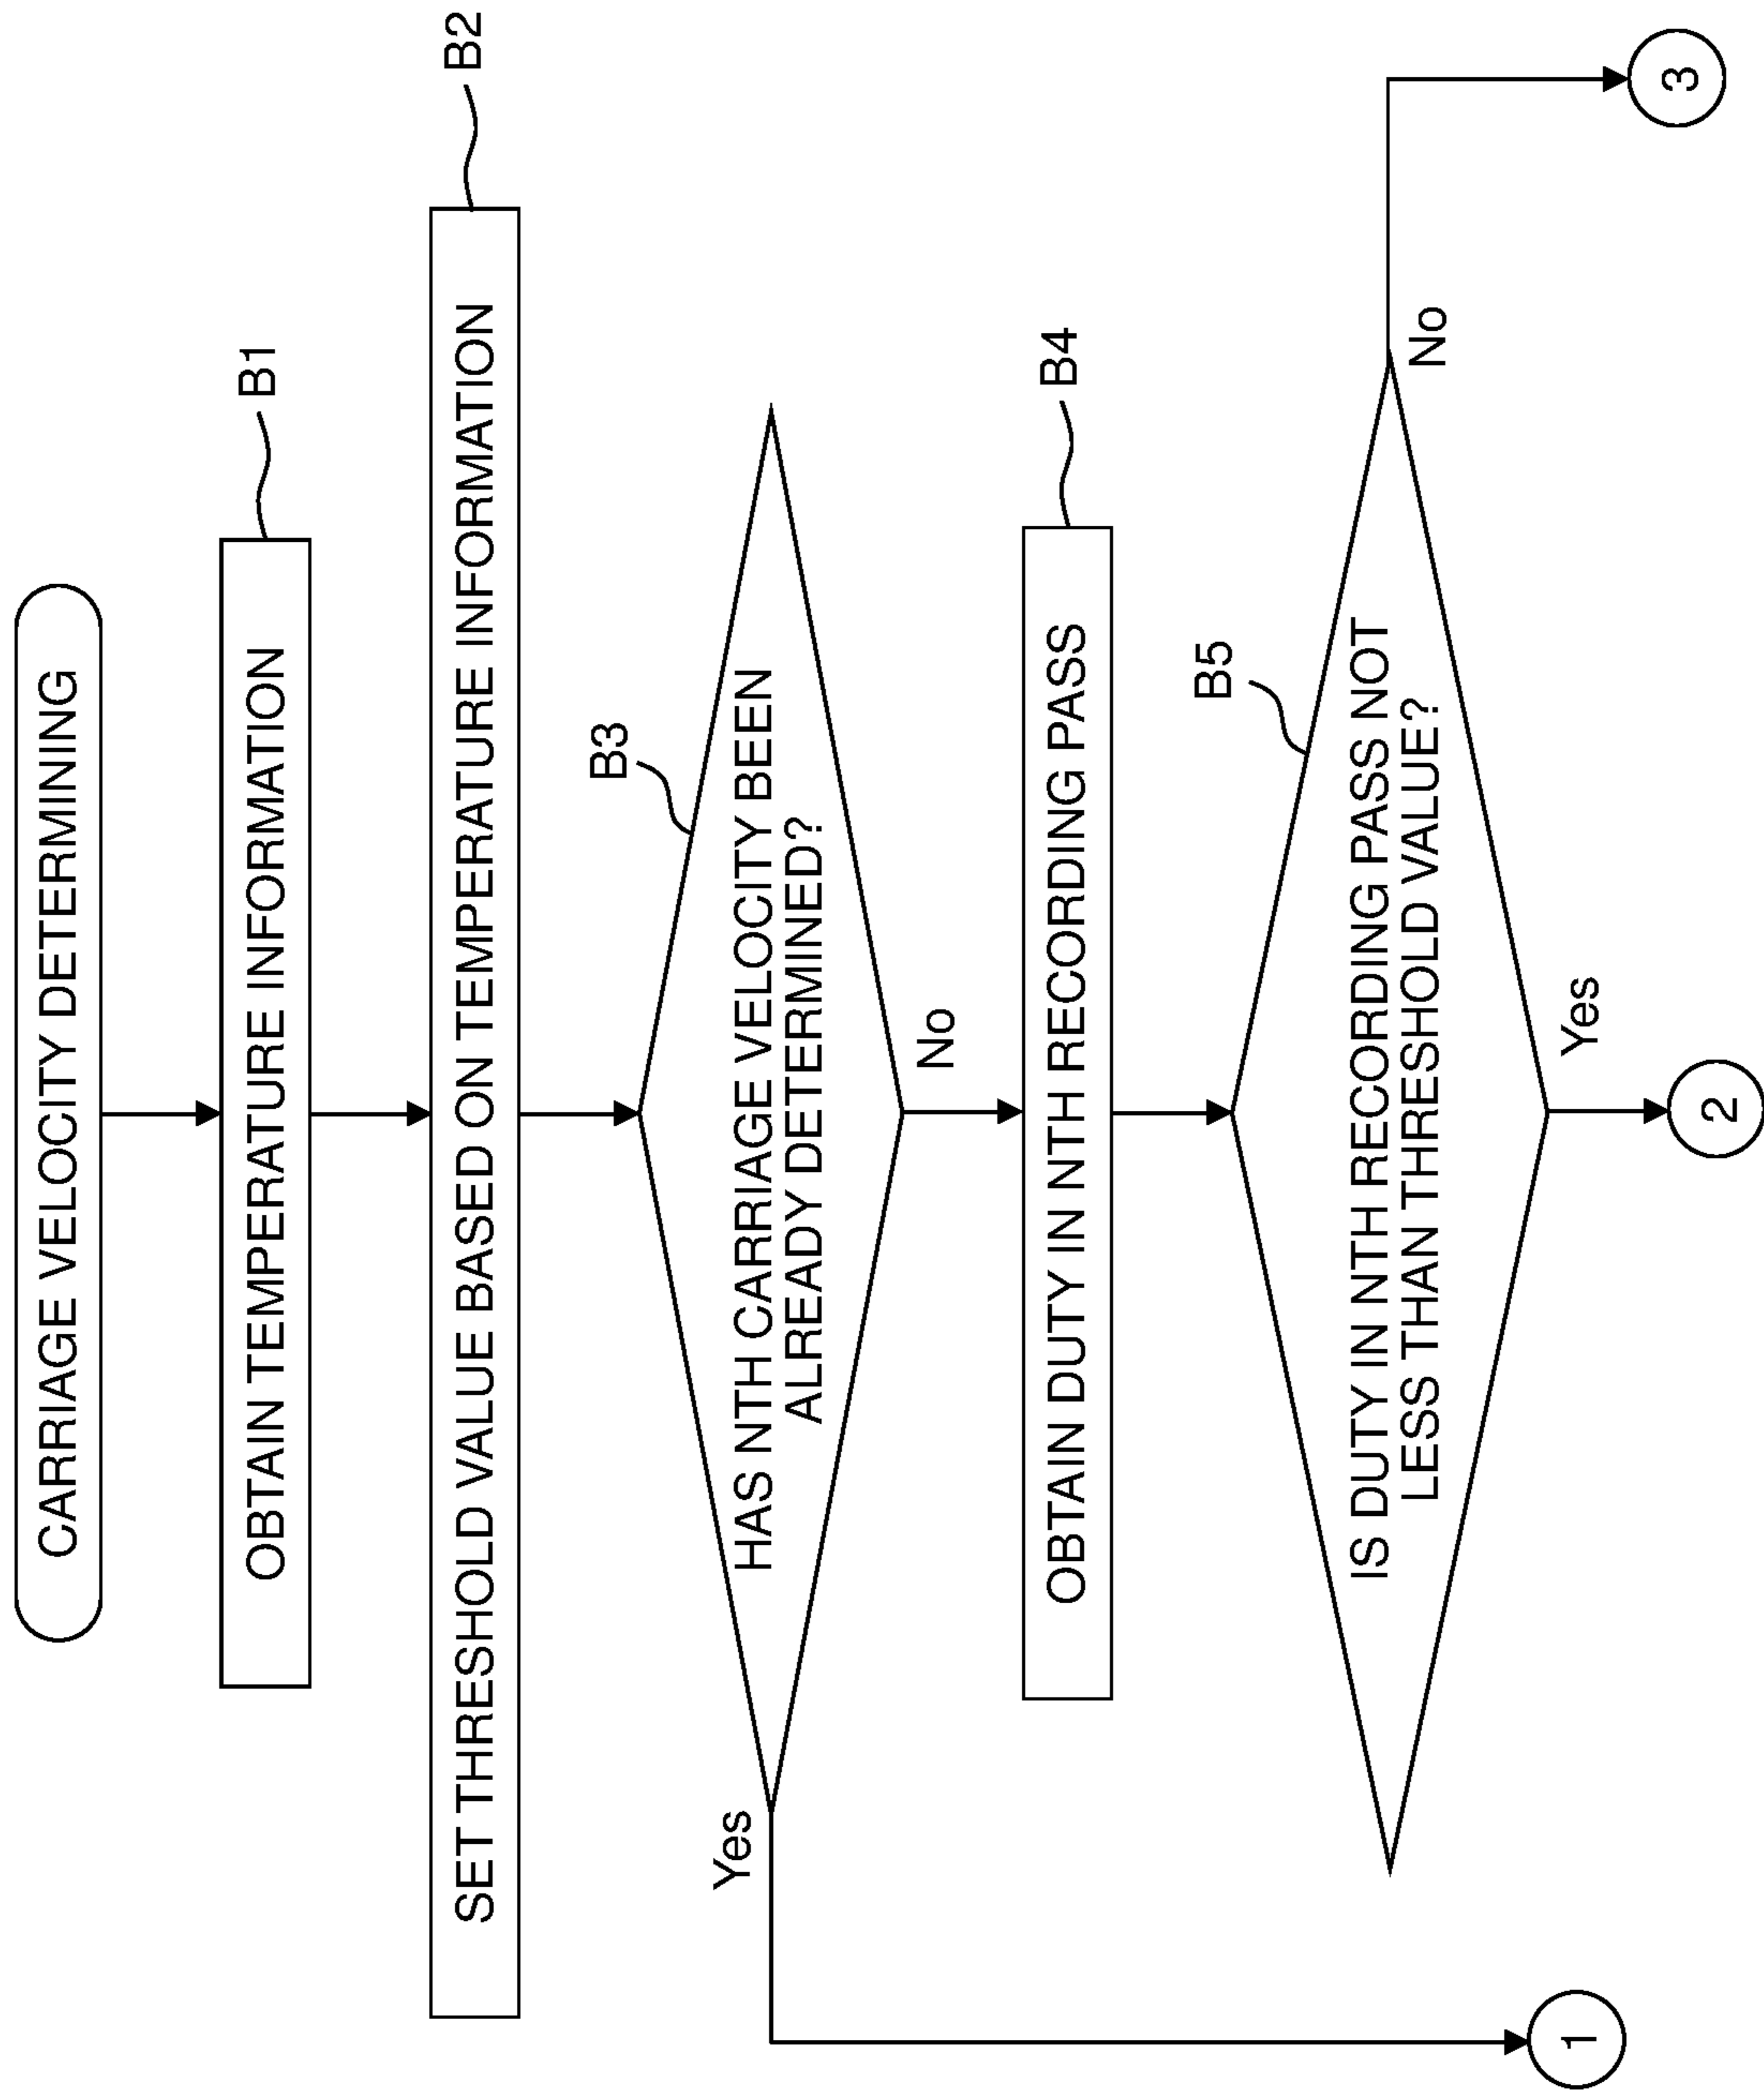 CARRIAGE VELOCITY DETERMINING
B1
OBTAIN TEMPERATURE INFORMATION
B2
SET THRESHOLD VALUE BASED ON TEMPERATURE INFORMATION
B3
HAS NTH CARRIAGE VELOCITY BEEN
ALREADY DETERMINED?
Yes
No
B4
OBTAIN DUTY IN NTH RECORDING PASS
B5
IS DUTY IN NTH RECORDING PASS NOT
LESS THAN THRESHOLD VALUE?
No
Yes
1
2
3